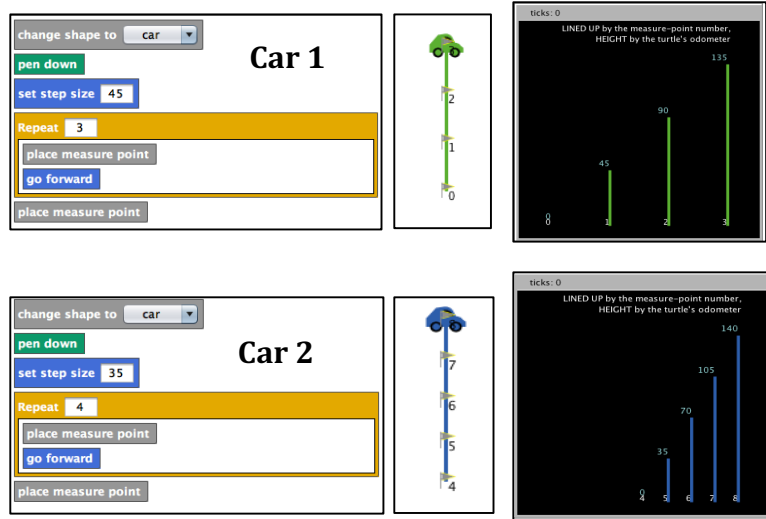 change shape to car
Car 1
pen down
set step size 45
Repeat 3
place measure point
go forward
place measure point
3
2
1
0
ticks: 0
LINED UP by the measure-point number,
HEIGHT by the turtle's odometer
135
90
45
0
0 1 2 3
change shape to car
Car 2
pen down
set step size 35
Repeat 4
place measure point
go forward
place measure point
8
7
6
5
4
ticks: 0
LINED UP by the measure-point number,
HEIGHT by the turtle's odometer
140
105
70
35
0
4 5 6 7 8